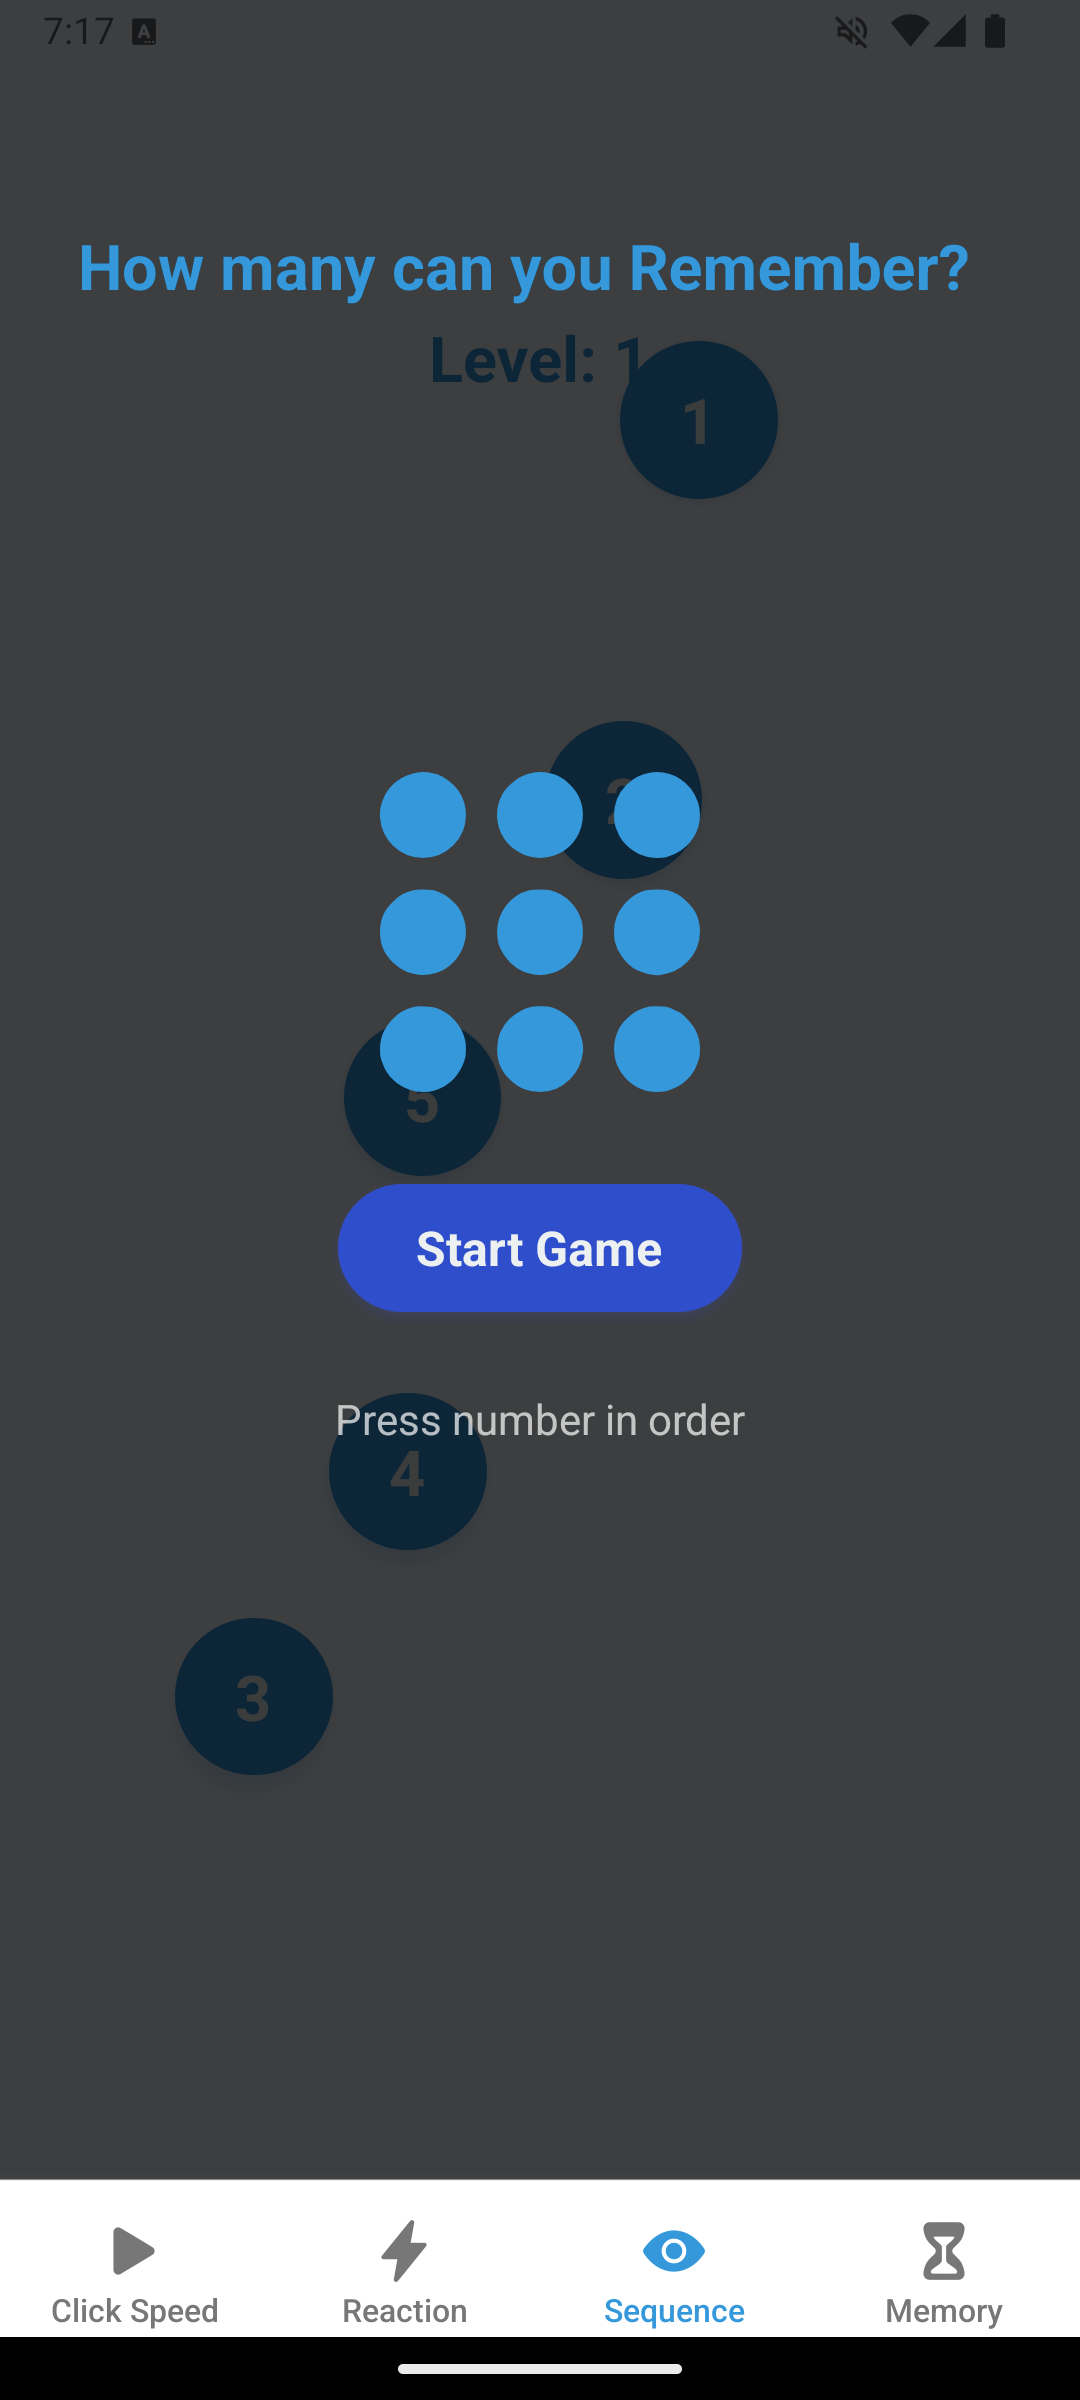 7:17
How many can you Remember?
Level: 1
1
2
5
Start Game
Press number in order
4
3
Click Speed
Reaction
Sequence
Memory